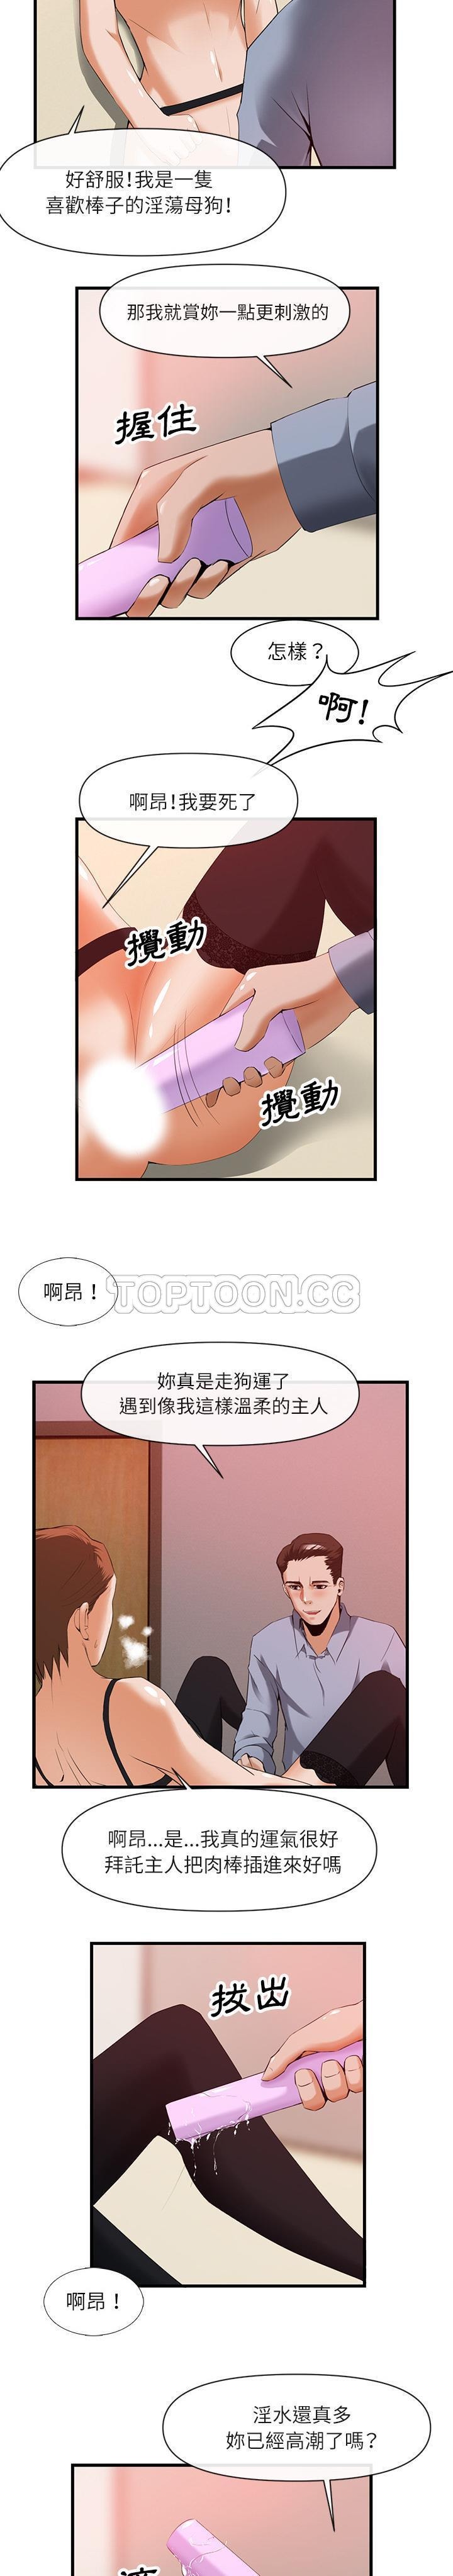 好舒服！我是一隻
喜歡棒子的淫蕩母狗！
那我就賞妳一點更刺激的
握住
怎樣？
啊！
啊昂！我要死了
攪動
攪動
啊昂！
TOPTOON.CC
妳真是走狗運了
遇到像我這樣溫柔的主人
啊昂...是...我真的運氣很好
拜託主人把肉棒插進來好嗎
拔出
啊昂！
淫水還真多
妳已經高潮了嗎？